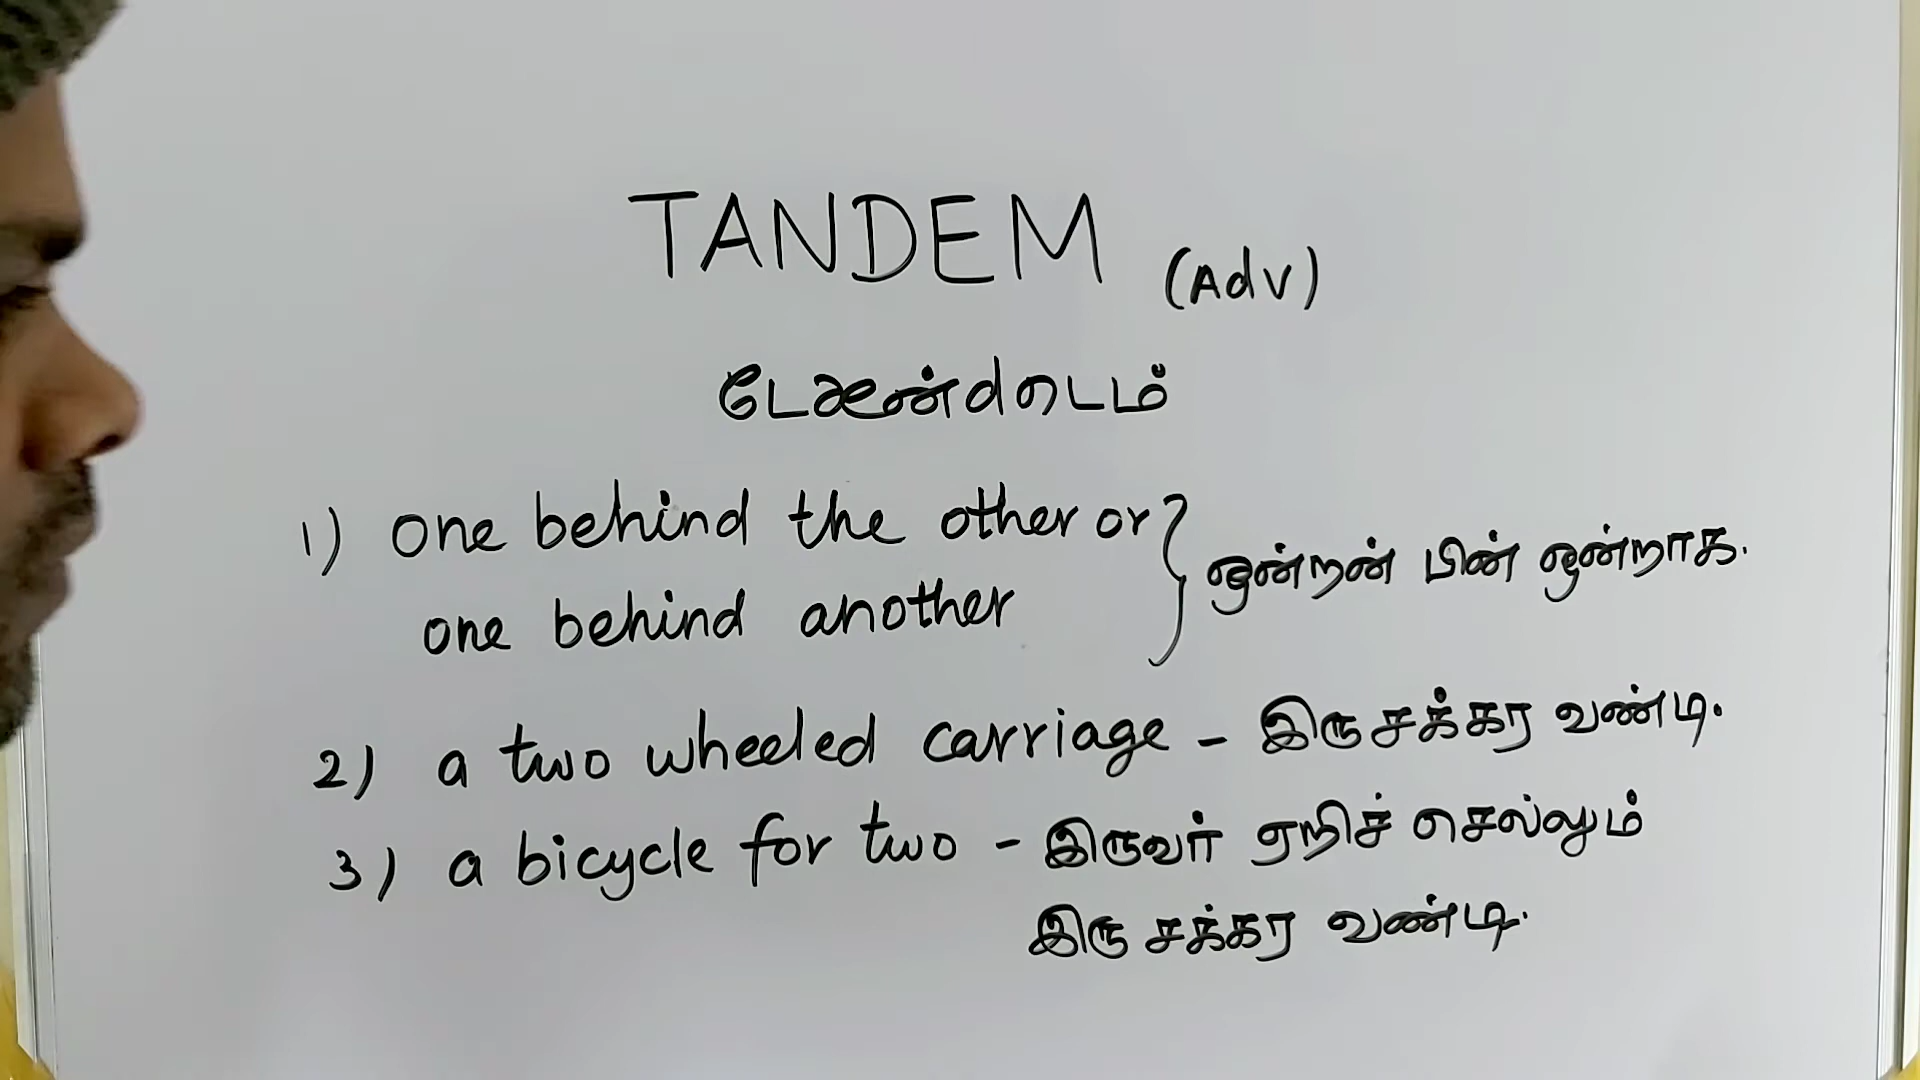 TANDEM (Adv)
1) one behind the other or } ஒன்றன் பின் ஒன்றாக.
one behind another
2) a two wheeled carriage - இரு சக்கர வண்டி.
3) a bicycle for two - இருவர் ஏறிச் செல்லும்
இரு சக்கர வண்டி.